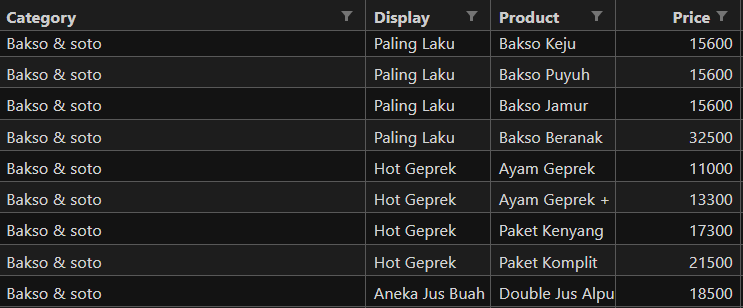 Category Display Product Price
Bakso & soto Paling Laku Bakso Keju 15600
Bakso & soto Paling Laku Bakso Puyuh 15600
Bakso & soto Paling Laku Bakso Jamur 15600
Bakso & soto Paling Laku Bakso Beranak 32500
Bakso & soto Hot Geprek Ayam Geprek 11000
Bakso & soto Hot Geprek Ayam Geprek + 13300
Bakso & soto Hot Geprek Paket Kenyang 17300
Bakso & soto Hot Geprek Paket Komplit 21500
Bakso & soto Aneka Jus Buah Double Jus Alpu 18500